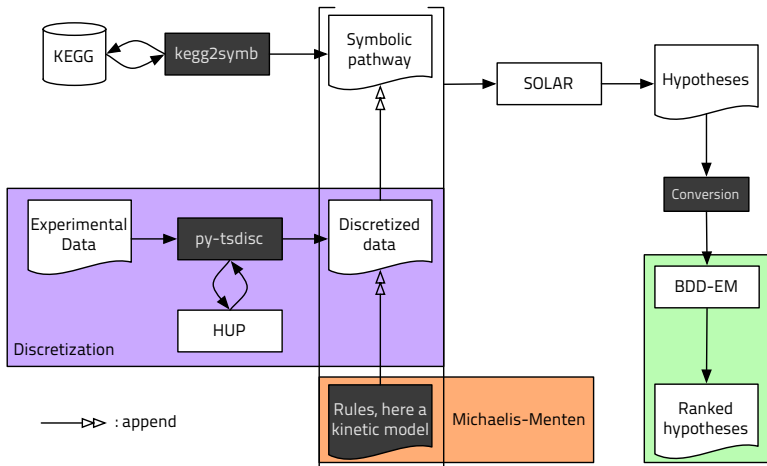 KEGG
kegg2symb
Symbolic
pathway
SOLAR
Hypotheses
Conversion
Experimental
Data
py-tsdisc
Discretized
data
HUP
BDD-EM
Discretization
Rules, here a
kinetic model
Michaelis-Menten
Ranked
hypotheses
: append